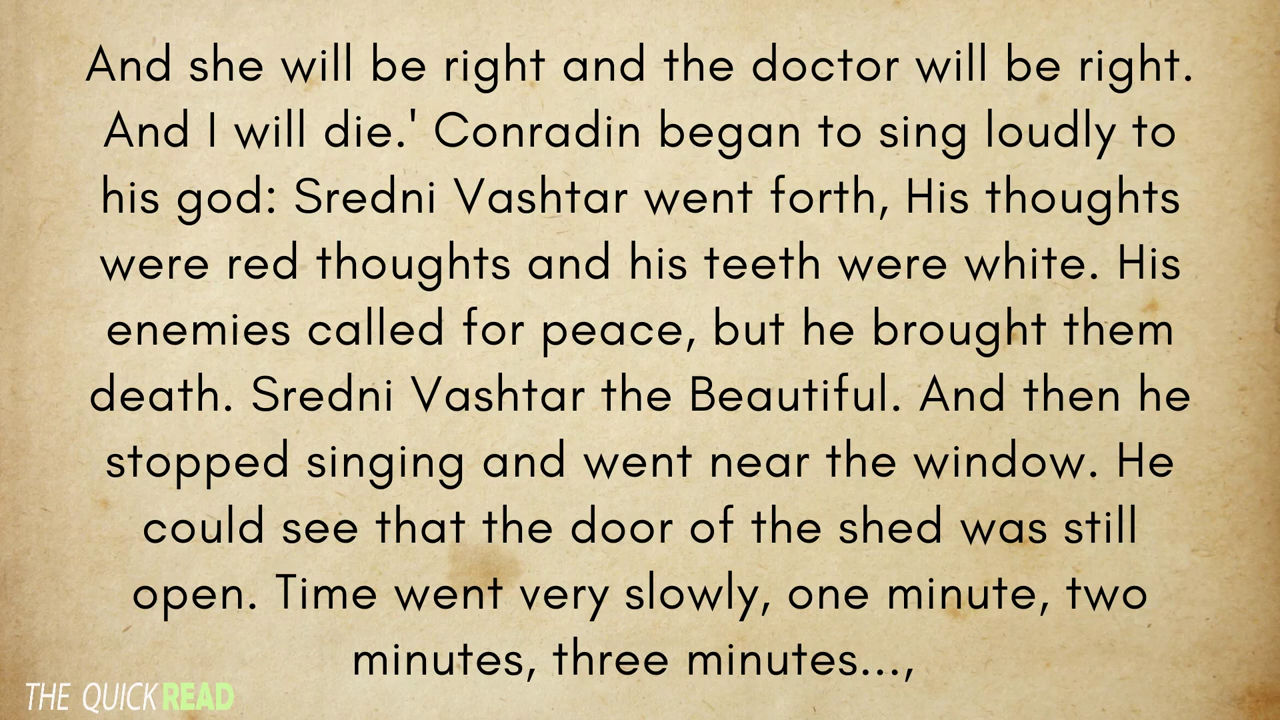 And she will be right and the doctor will be right.
And I will die.' Conradin began to sing loudly to
his god: Sredni Vashtar went forth, His thoughts
were red thoughts and his teeth were white. His
enemies called for peace, but he brought them
death. Sredni Vashtar the Beautiful. And then he
stopped singing and went near the window. He
could see that the door of the shed was still
open. Time went very slowly, one minute, two
minutes, three minutes...,
THE QUICK READ